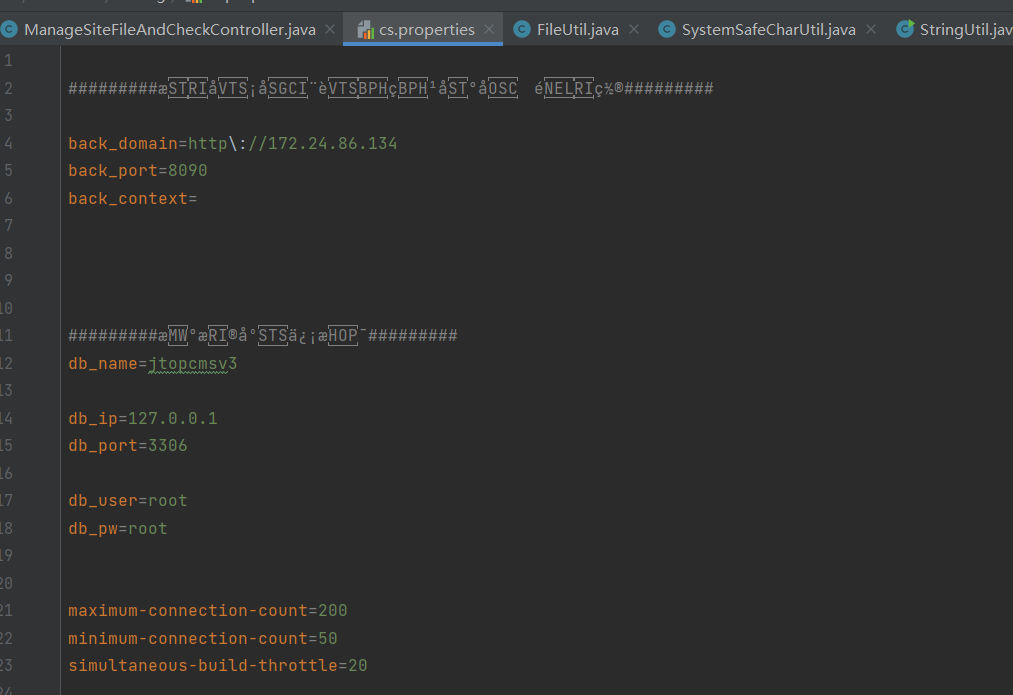 ManageSiteFileAndCheckController.java cs.properties FileUtil.java SystemSafeCharUtil.java StringUtil.jav
1
2 #########æSTRIåVTS¡åSGCI¨èVTSBPHçBPH¹åST°åOSC éNELRIç½®#########
3
4 back_domain=http\://172.24.86.134
5 back_port=8090
6 back_context=
7
8
9
10
11 #########æMW°æRI®åºSTSä¿¡æHOP¯#########
12 db_name=jtopcmsv3
13
14 db_ip=127.0.0.1
15 db_port=3306
16
17 db_user=root
18 db_pw=root
19
20
21 maximum-connection-count=200
22 minimum-connection-count=50
23 simultaneous-build-throttle=20